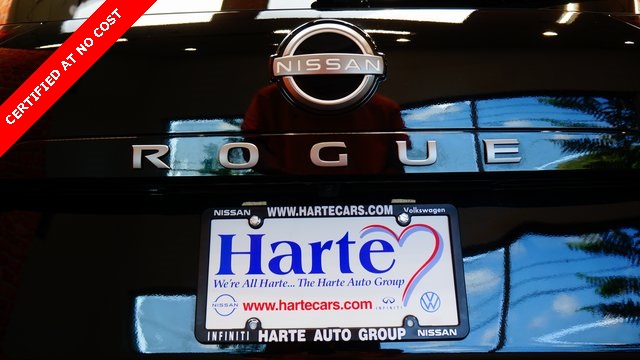 CERTIFIED AT NO COST
NISSAN
ROGUE
NISSAN WWW.HARTECARS.COM Volkswagen
Harte
We're All Harte... The Harte Auto Group
NISSAN www.hartecars.com INFINITI
INFINITI HARTE AUTO GROUP NISSAN